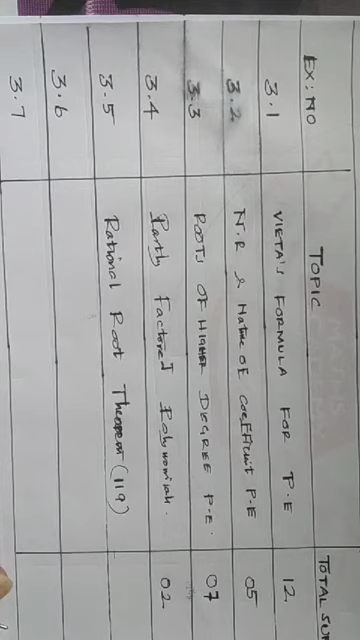 EX:NO TOPIC TOTAL SUM
3.1 VIETA'S FORMULA FOR P.E 12
3.2 N.R & Nature OF Coefficient P.E 05
3.3 ROOTS OF HIGHER DEGREE P.E. 07
3.4 Partly Factored Polynomials. 02
3.5 Rational Root Theorem (119)
3.6
3.7